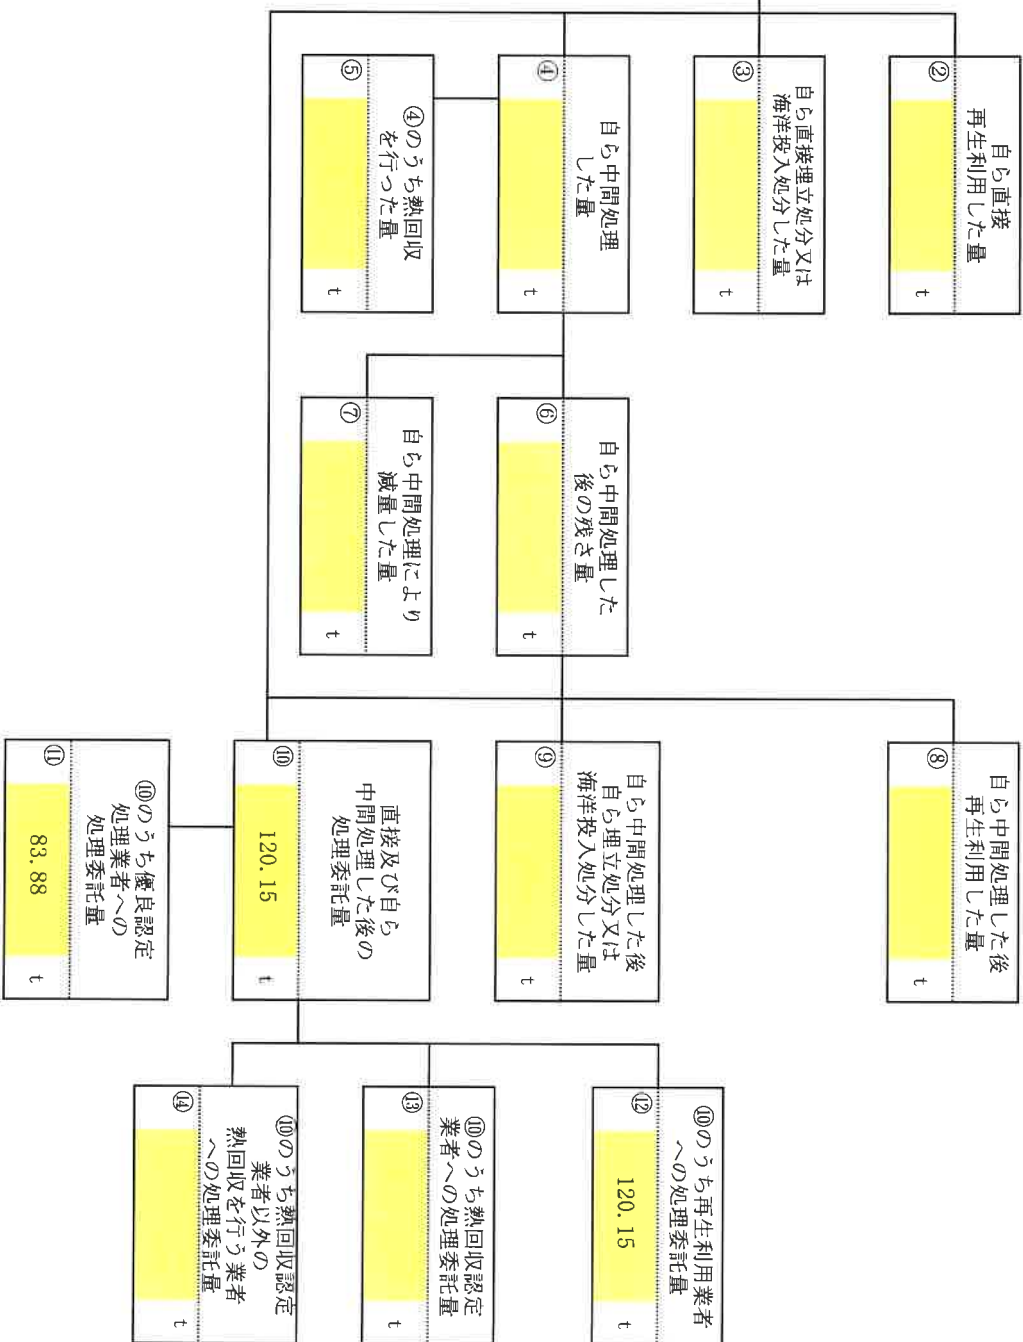 自ら直接
再生利用した量
②
t
自ら直接埋立処分又は
海洋投入処分した量
③
t
自ら中間処理
した量
④
t
④のうち熱回収
を行った量
⑤
t
自ら中間処理した
後の残さ量
⑥
t
自ら中間処理により
減量した量
⑦
t
自ら中間処理した後
再生利用した量
⑧
t
自ら中間処理した後
自ら埋立処分又は
海洋投入処分した量
⑨
t
直接及び自ら
中間処理した後の
処理委託量
⑩ 120.15 t
⑩のうち優良認定
処理業者への
処理委託量
⑪ 83.88 t
⑩のうち再生利用業者
への処理委託量
⑫ 120.15 t
⑩のうち熱回収認定
業者への処理委託量
⑬
t
⑩のうち熱回収認定
業者以外の
熱回収を行う業者
への処理委託量
⑭
t